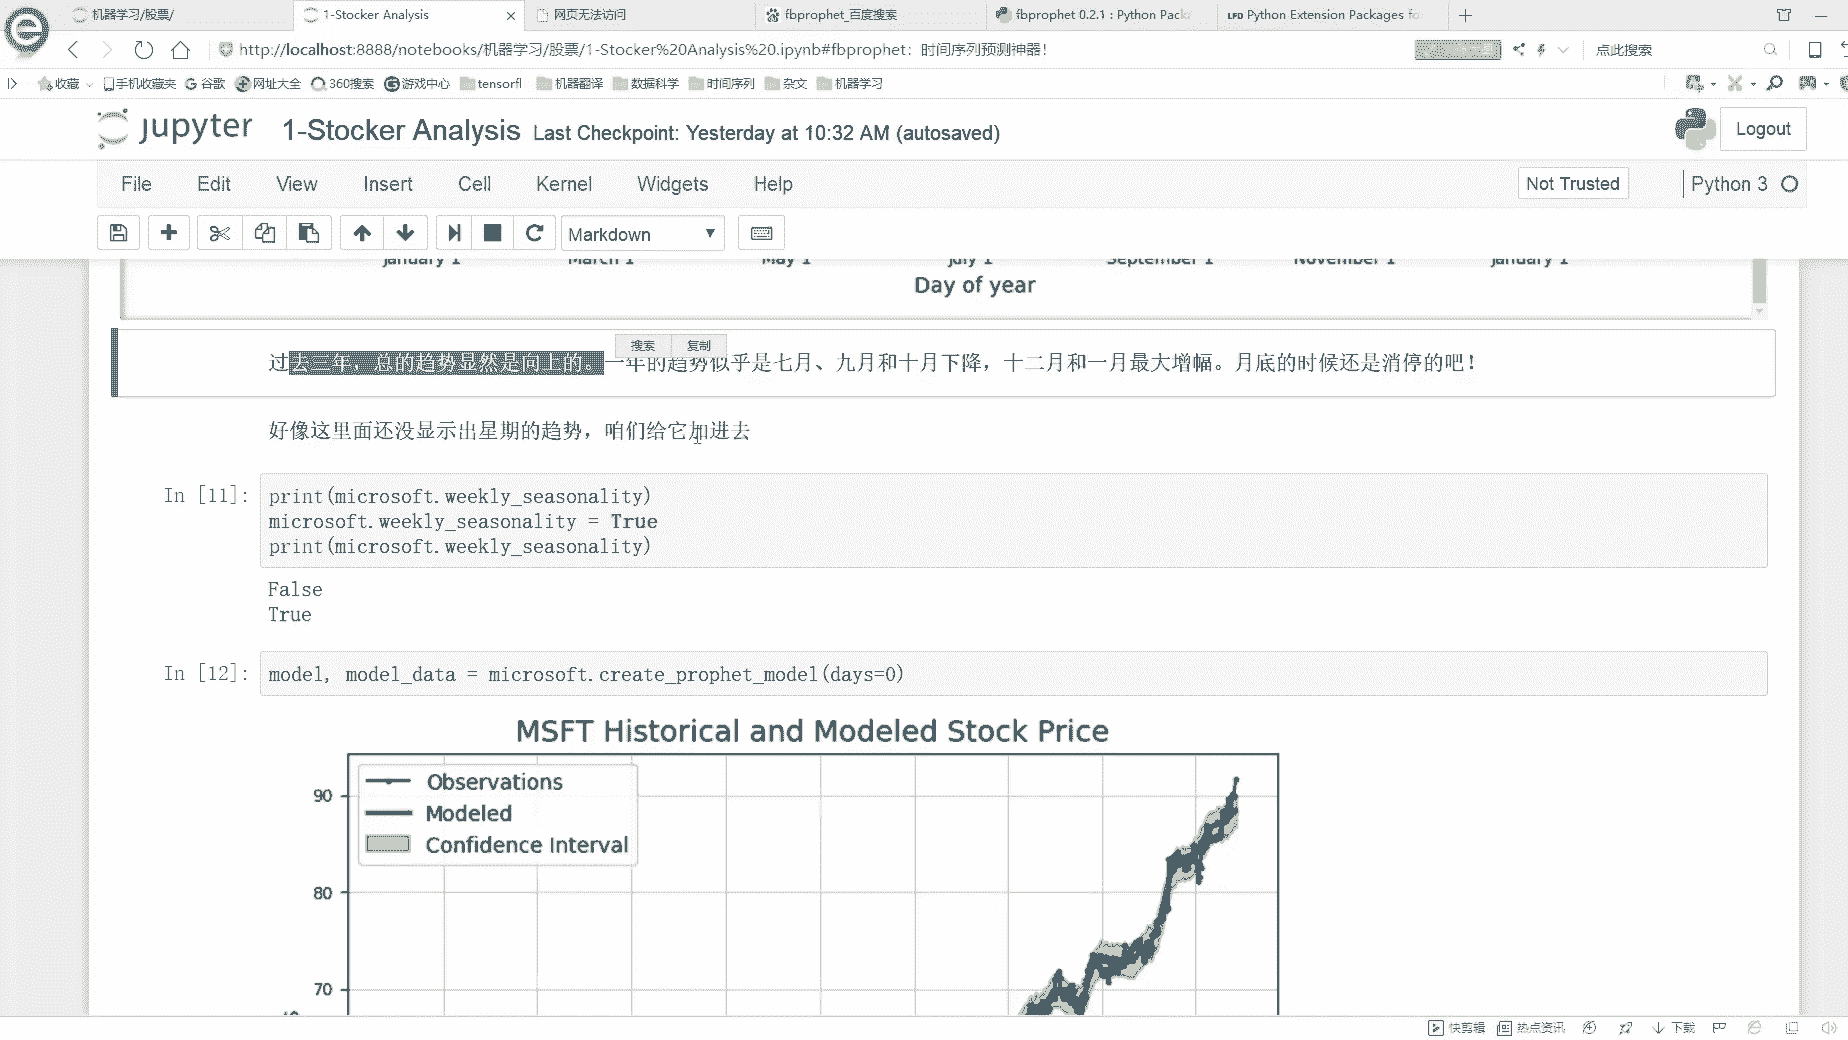 机器学习/股票/
1-Stocker Analysis
网页无法访问
fbprophet_百度搜索
fbprophet 0.2.1 : Python Pack
LFD Python Extension Packages fo
http://localhost:8888/notebooks/机器学习/股票/1-Stocker%20Analysis%20.ipynb#fbprophet：时间序列预测神器！
点此搜索
收藏
手机收藏夹
谷歌
网址大全
360搜索
游戏中心
tensorfl
机器翻译
数据科学
时间序列
杂文
机器学习
jupyter
1-Stocker Analysis Last Checkpoint: Yesterday at 10:32 AM (autosaved)
Logout
File
Edit
View
Insert
Cell
Kernel
Widgets
Help
Not Trusted
Python 3
Markdown
January 1
March 1
May 1
July 1
September 1
November 1
January 1
Day of year
搜索
复制
过去三年，总的趋势显然是向上的。一年的趋势似乎是七月、九月和十月下降，十二月和一月最大增幅。月底的时候还是消停的吧！
好像这里面还没显示出星期的趋势，咱们给它加进去
In [11]:
print(microsoft.weekly_seasonality)
microsoft.weekly_seasonality = True
print(microsoft.weekly_seasonality)
False
True
In [12]:
model, model_data = microsoft.create_prophet_model(days=0)
MSFT Historical and Modeled Stock Price
Observations
Modeled
Confidence Interval
90
80
70
快剪辑
热点资讯
下载